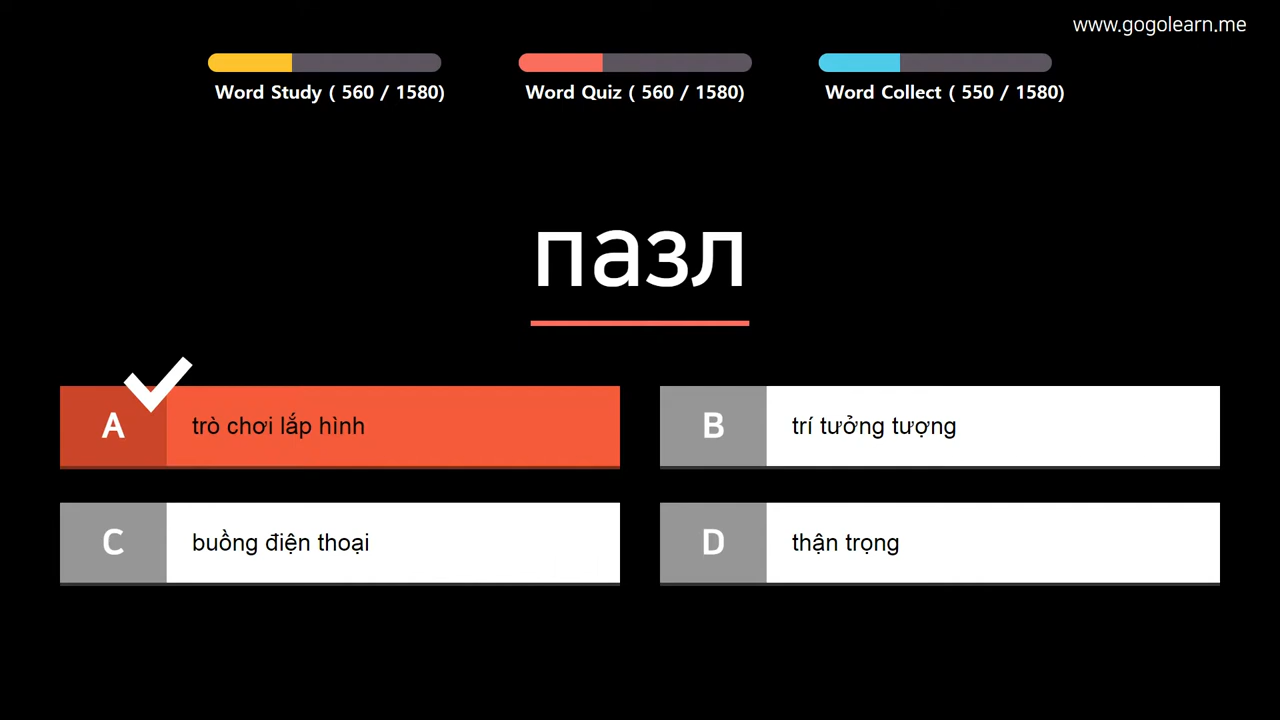 www.gogolearn.me
Word Study ( 560 / 1580)
Word Quiz ( 560 / 1580)
Word Collect ( 550 / 1580)
пазл
A trò chơi lắp hình
B trí tưởng tượng
C buồng điện thoại
D thận trọng